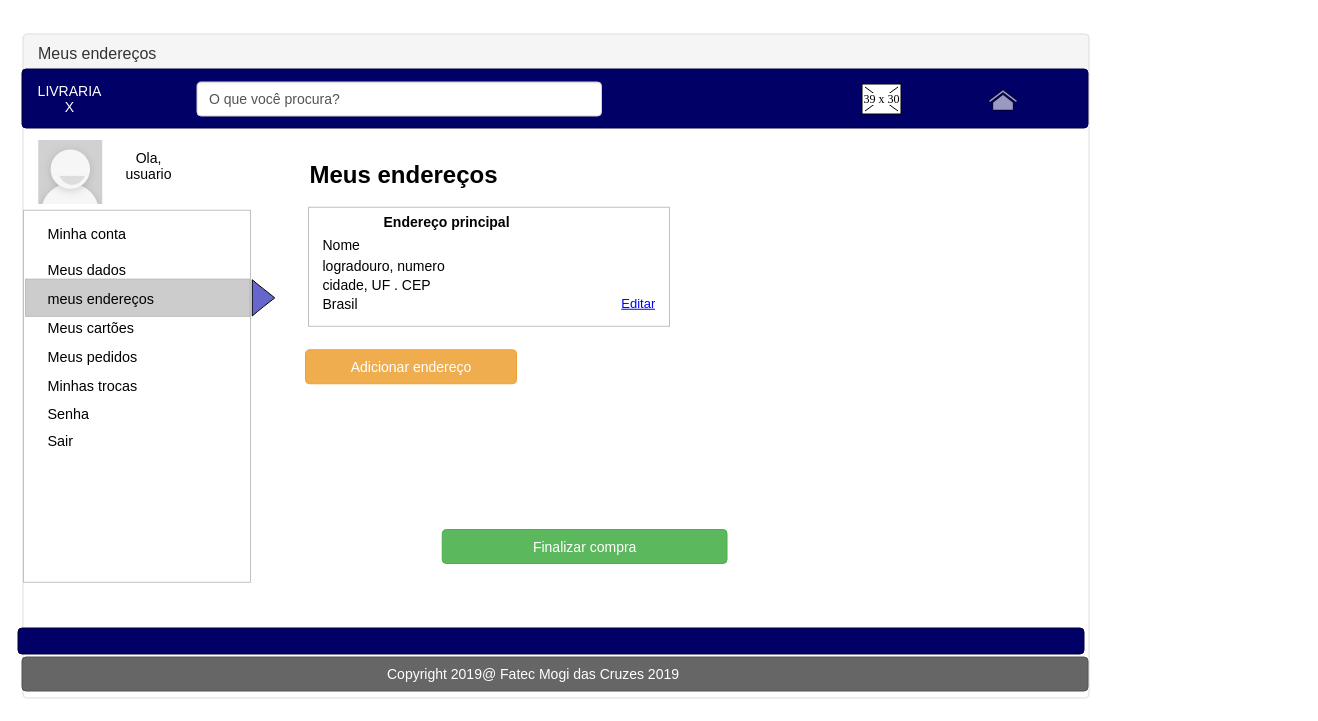 Meus endereços
LIVRARIA
X
O que você procura?
39 x 30
Ola,
usuario
Minha conta
Meus dados
meus endereços
Meus cartões
Meus pedidos
Minhas trocas
Senha
Sair
Meus endereços
Endereço principal
Nome
logradouro, numero
cidade, UF . CEP
Brasil
Editar
Adicionar endereço
Finalizar compra
Copyright 2019@ Fatec Mogi das Cruzes 2019